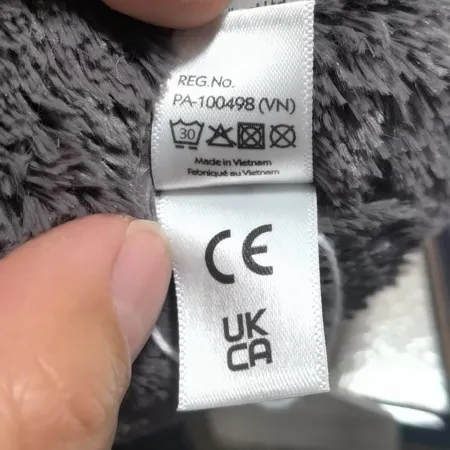 REG.No.
PA-100498 (VN)
30
Made in Vietnam
Fabriqué au Vietnam
CE
UK
CA